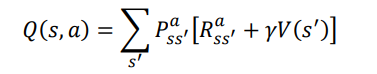 Q(s, a) = ∑_{s'} P^a_{ss'} [R^a_{ss'} + γV(s')]